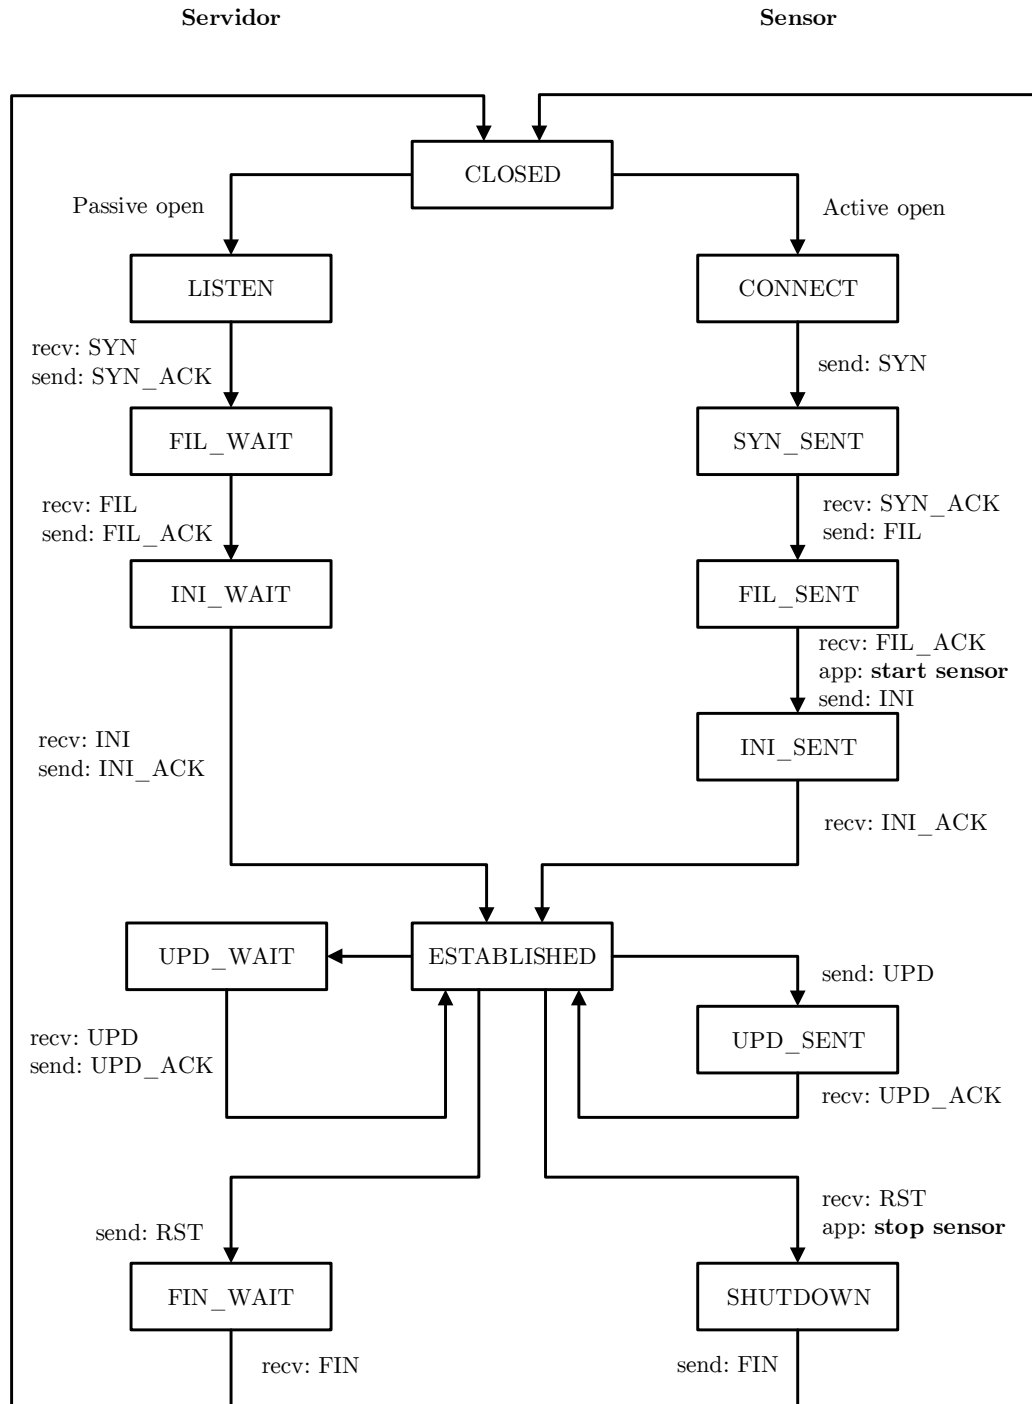 Servidor
Sensor
CLOSED
Passive open
Active open
LISTEN
CONNECT
recv: SYN
send: SYN_ACK
send: SYN
FIL_WAIT
SYN_SENT
recv: FIL
send: FIL_ACK
recv: SYN_ACK
send: FIL
INI_WAIT
FIL_SENT
recv: FIL_ACK
app: start sensor
send: INI
recv: INI
send: INI_ACK
INI_SENT
recv: INI_ACK
UPD_WAIT
ESTABLISHED
send: UPD
recv: UPD
send: UPD_ACK
UPD_SENT
recv: UPD_ACK
send: RST
recv: RST
app: stop sensor
FIN_WAIT
SHUTDOWN
recv: FIN
send: FIN